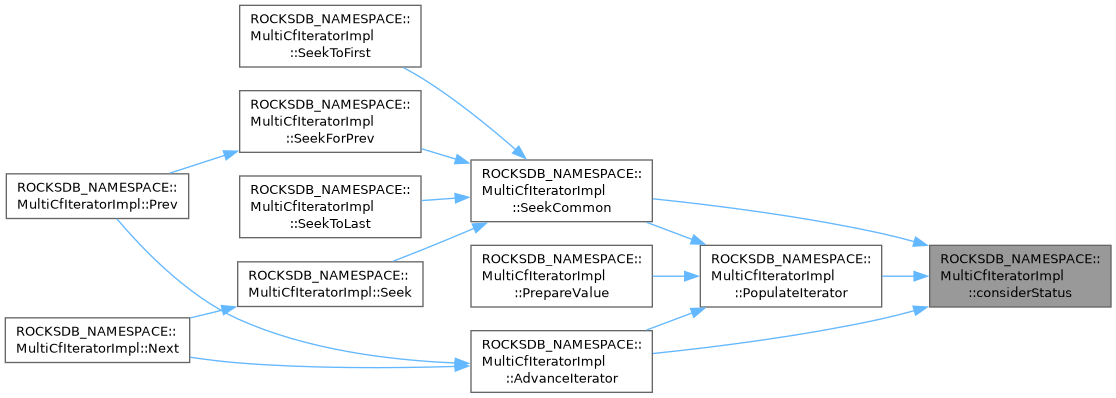 ROCKSDB_NAMESPACE::
MultiCfIteratorImpl
::SeekToFirst
ROCKSDB_NAMESPACE::
MultiCfIteratorImpl
::SeekForPrev
ROCKSDB_NAMESPACE::
MultiCfIteratorImpl::Prev
ROCKSDB_NAMESPACE::
MultiCfIteratorImpl
::SeekToLast
ROCKSDB_NAMESPACE::
MultiCfIteratorImpl
::SeekCommon
ROCKSDB_NAMESPACE::
MultiCfIteratorImpl::Seek
ROCKSDB_NAMESPACE::
MultiCfIteratorImpl
::PrepareValue
ROCKSDB_NAMESPACE::
MultiCfIteratorImpl
::PopulateIterator
ROCKSDB_NAMESPACE::
MultiCfIteratorImpl
::considerStatus
ROCKSDB_NAMESPACE::
MultiCfIteratorImpl::Next
ROCKSDB_NAMESPACE::
MultiCfIteratorImpl
::AdvanceIterator